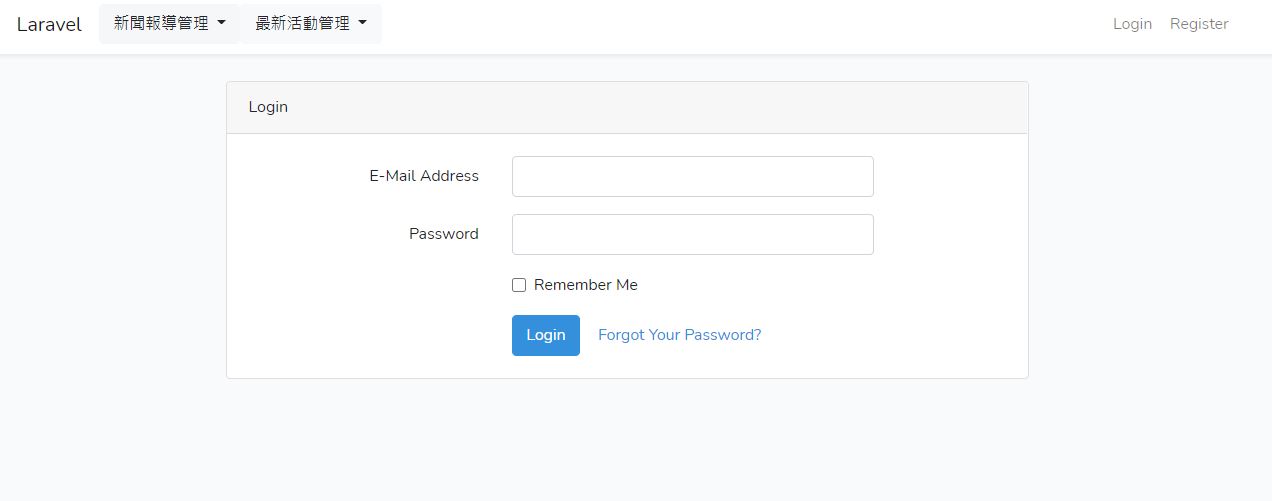 Laravel 新聞報導管理 最新活動管理 Login Register
Login
E-Mail Address
Password
Remember Me
Login Forgot Your Password?